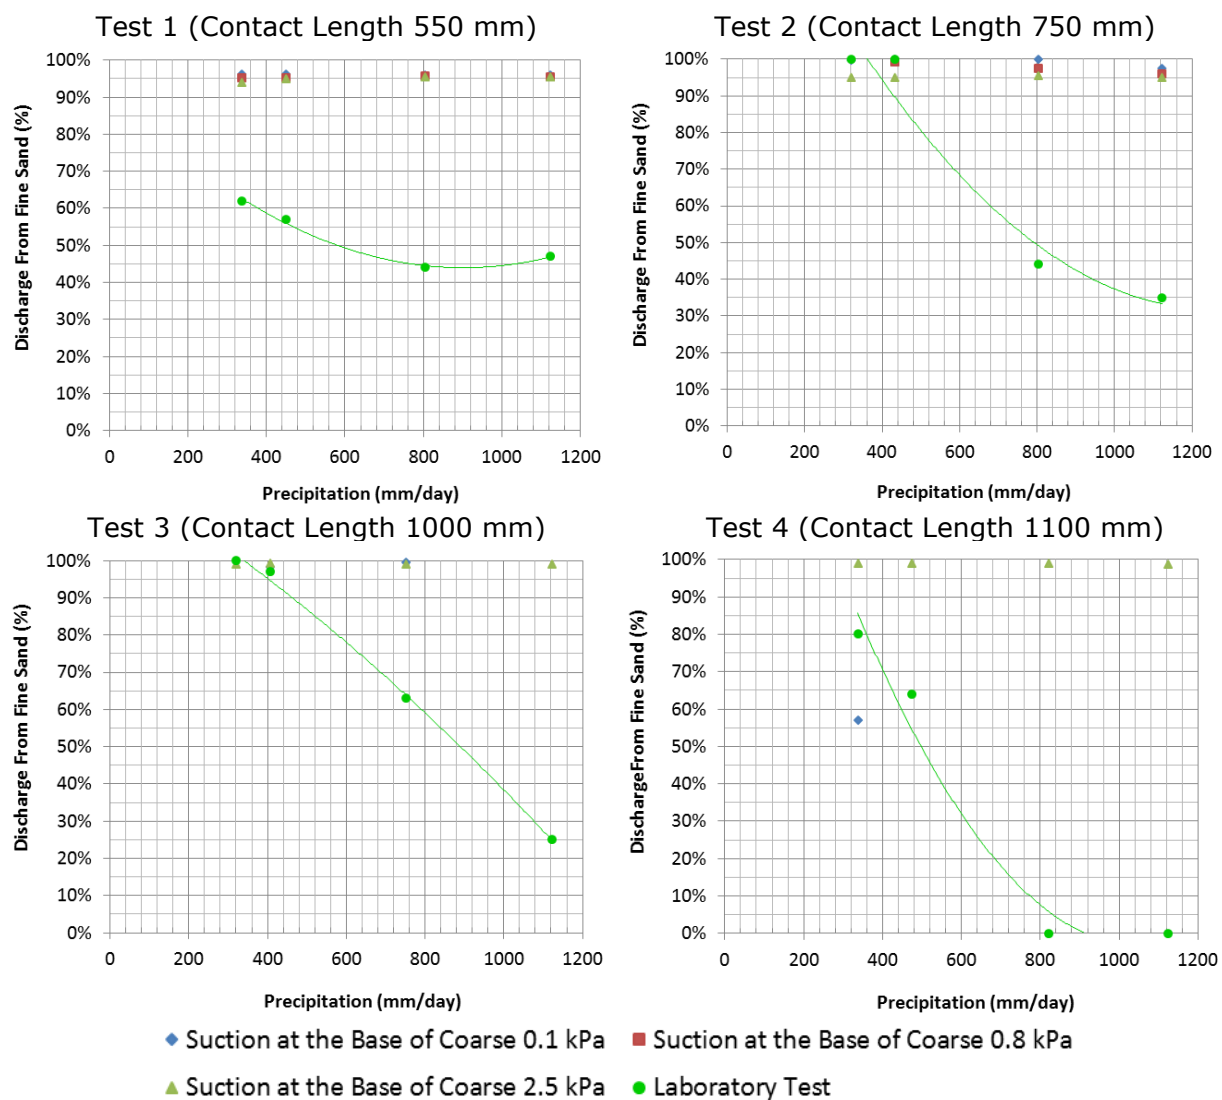 Test 1 (Contact Length 550 mm)
Discharge From Fine Sand (%)
100%
90%
80%
70%
60%
50%
40%
30%
20%
10%
0%
0 200 400 600 800 1000 1200
Precipitation (mm/day)
Test 2 (Contact Length 750 mm)
Discharge From Fine Sand (%)
100%
90%
80%
70%
60%
50%
40%
30%
20%
10%
0%
0 200 400 600 800 1000 1200
Precipitation (mm/day)
Test 3 (Contact Length 1000 mm)
Discharge From Fine Sand (%)
100%
90%
80%
70%
60%
50%
40%
30%
20%
10%
0%
0 200 400 600 800 1000 1200
Precipitation (mm/day)
Test 4 (Contact Length 1100 mm)
DischargeFrom Fine Sand (%)
100%
90%
80%
70%
60%
50%
40%
30%
20%
10%
0%
0 200 400 600 800 1000 1200
Precipitation (mm/day)
Suction at the Base of Coarse 0.1 kPa
Suction at the Base of Coarse 0.8 kPa
Suction at the Base of Coarse 2.5 kPa
Laboratory Test